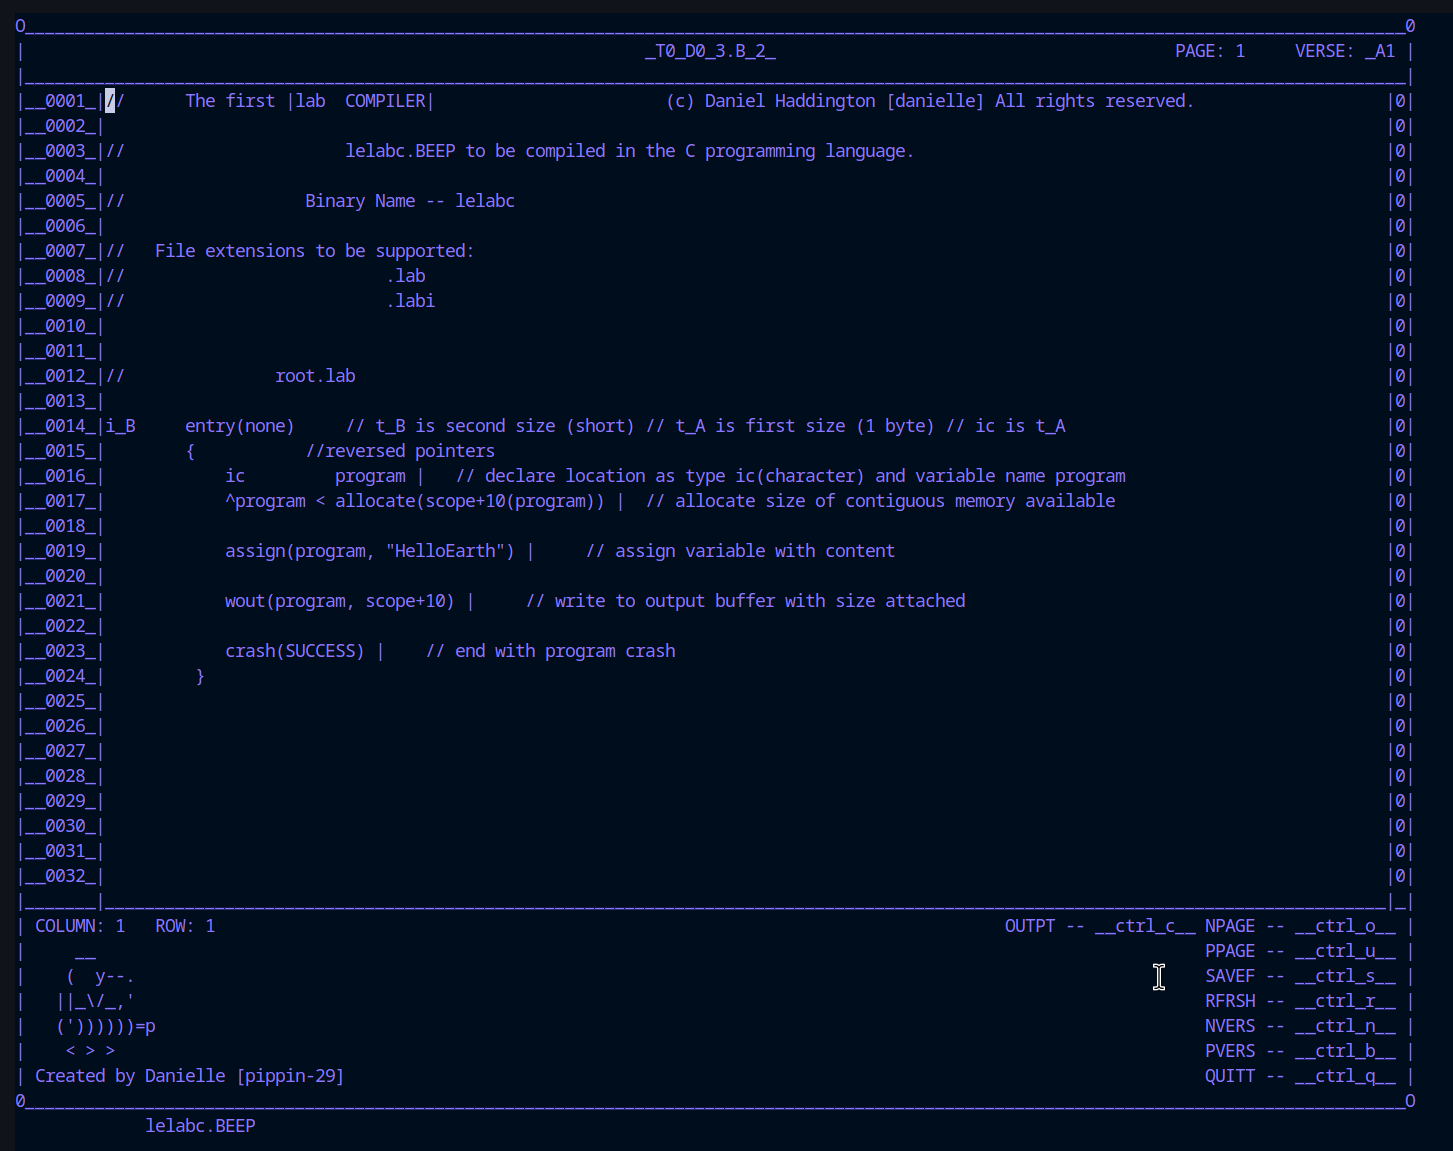 O__________________________________________________________________________________________________________________________________________0
| _T0_D0_3.B_2_ PAGE: 1 VERSE: _A1 |
|__________________________________________________________________________________________________________________________________________|
|__0001_|// The first |lab COMPILER| (c) Daniel Haddington [danielle] All rights reserved. |0|
|__0002_| |0|
|__0003_|// lelabc.BEEP to be compiled in the C programming language. |0|
|__0004_| |0|
|__0005_|// Binary Name -- lelabc |0|
|__0006_| |0|
|__0007_|// File extensions to be supported: |0|
|__0008_|// .lab |0|
|__0009_|// .labi |0|
|__0010_| |0|
|__0011_| |0|
|__0012_|// root.lab |0|
|__0013_| |0|
|__0014_|i_B entry(none) // t_B is second size (short) // t_A is first size (1 byte) // ic is t_A |0|
|__0015_| { //reversed pointers |0|
|__0016_| ic program | // declare location as type ic(character) and variable name program |0|
|__0017_| ^program < allocate(scope+10(program)) | // allocate size of contiguous memory available |0|
|__0018_| |0|
|__0019_| assign(program, "HelloEarth") | // assign variable with content |0|
|__0020_| |0|
|__0021_| wout(program, scope+10) | // write to output buffer with size attached |0|
|__0022_| |0|
|__0023_| crash(SUCCESS) | // end with program crash |0|
|__0024_| } |0|
|__0025_| |0|
|__0026_| |0|
|__0027_| |0|
|__0028_| |0|
|__0029_| |0|
|__0030_| |0|
|__0031_| |0|
|__0032_| |0|
|_______|________________________________________________________________________________________________________________________________|_|
| COLUMN: 1 ROW: 1 OUTPT -- __ctrl_c__ NPAGE -- __ctrl_o__ |
| __ PPAGE -- __ctrl_u__ |
| ( y--. SAVEF -- __ctrl_s__ |
| ||_\/_,' RFRSH -- __ctrl_r__ |
| ('))))))=p NVERS -- __ctrl_n__ |
| < > > PVERS -- __ctrl_b__ |
| Created by Danielle [pippin-29] QUITT -- __ctrl_q__ |
0__________________________________________________________________________________________________________________________________________O
lelabc.BEEP